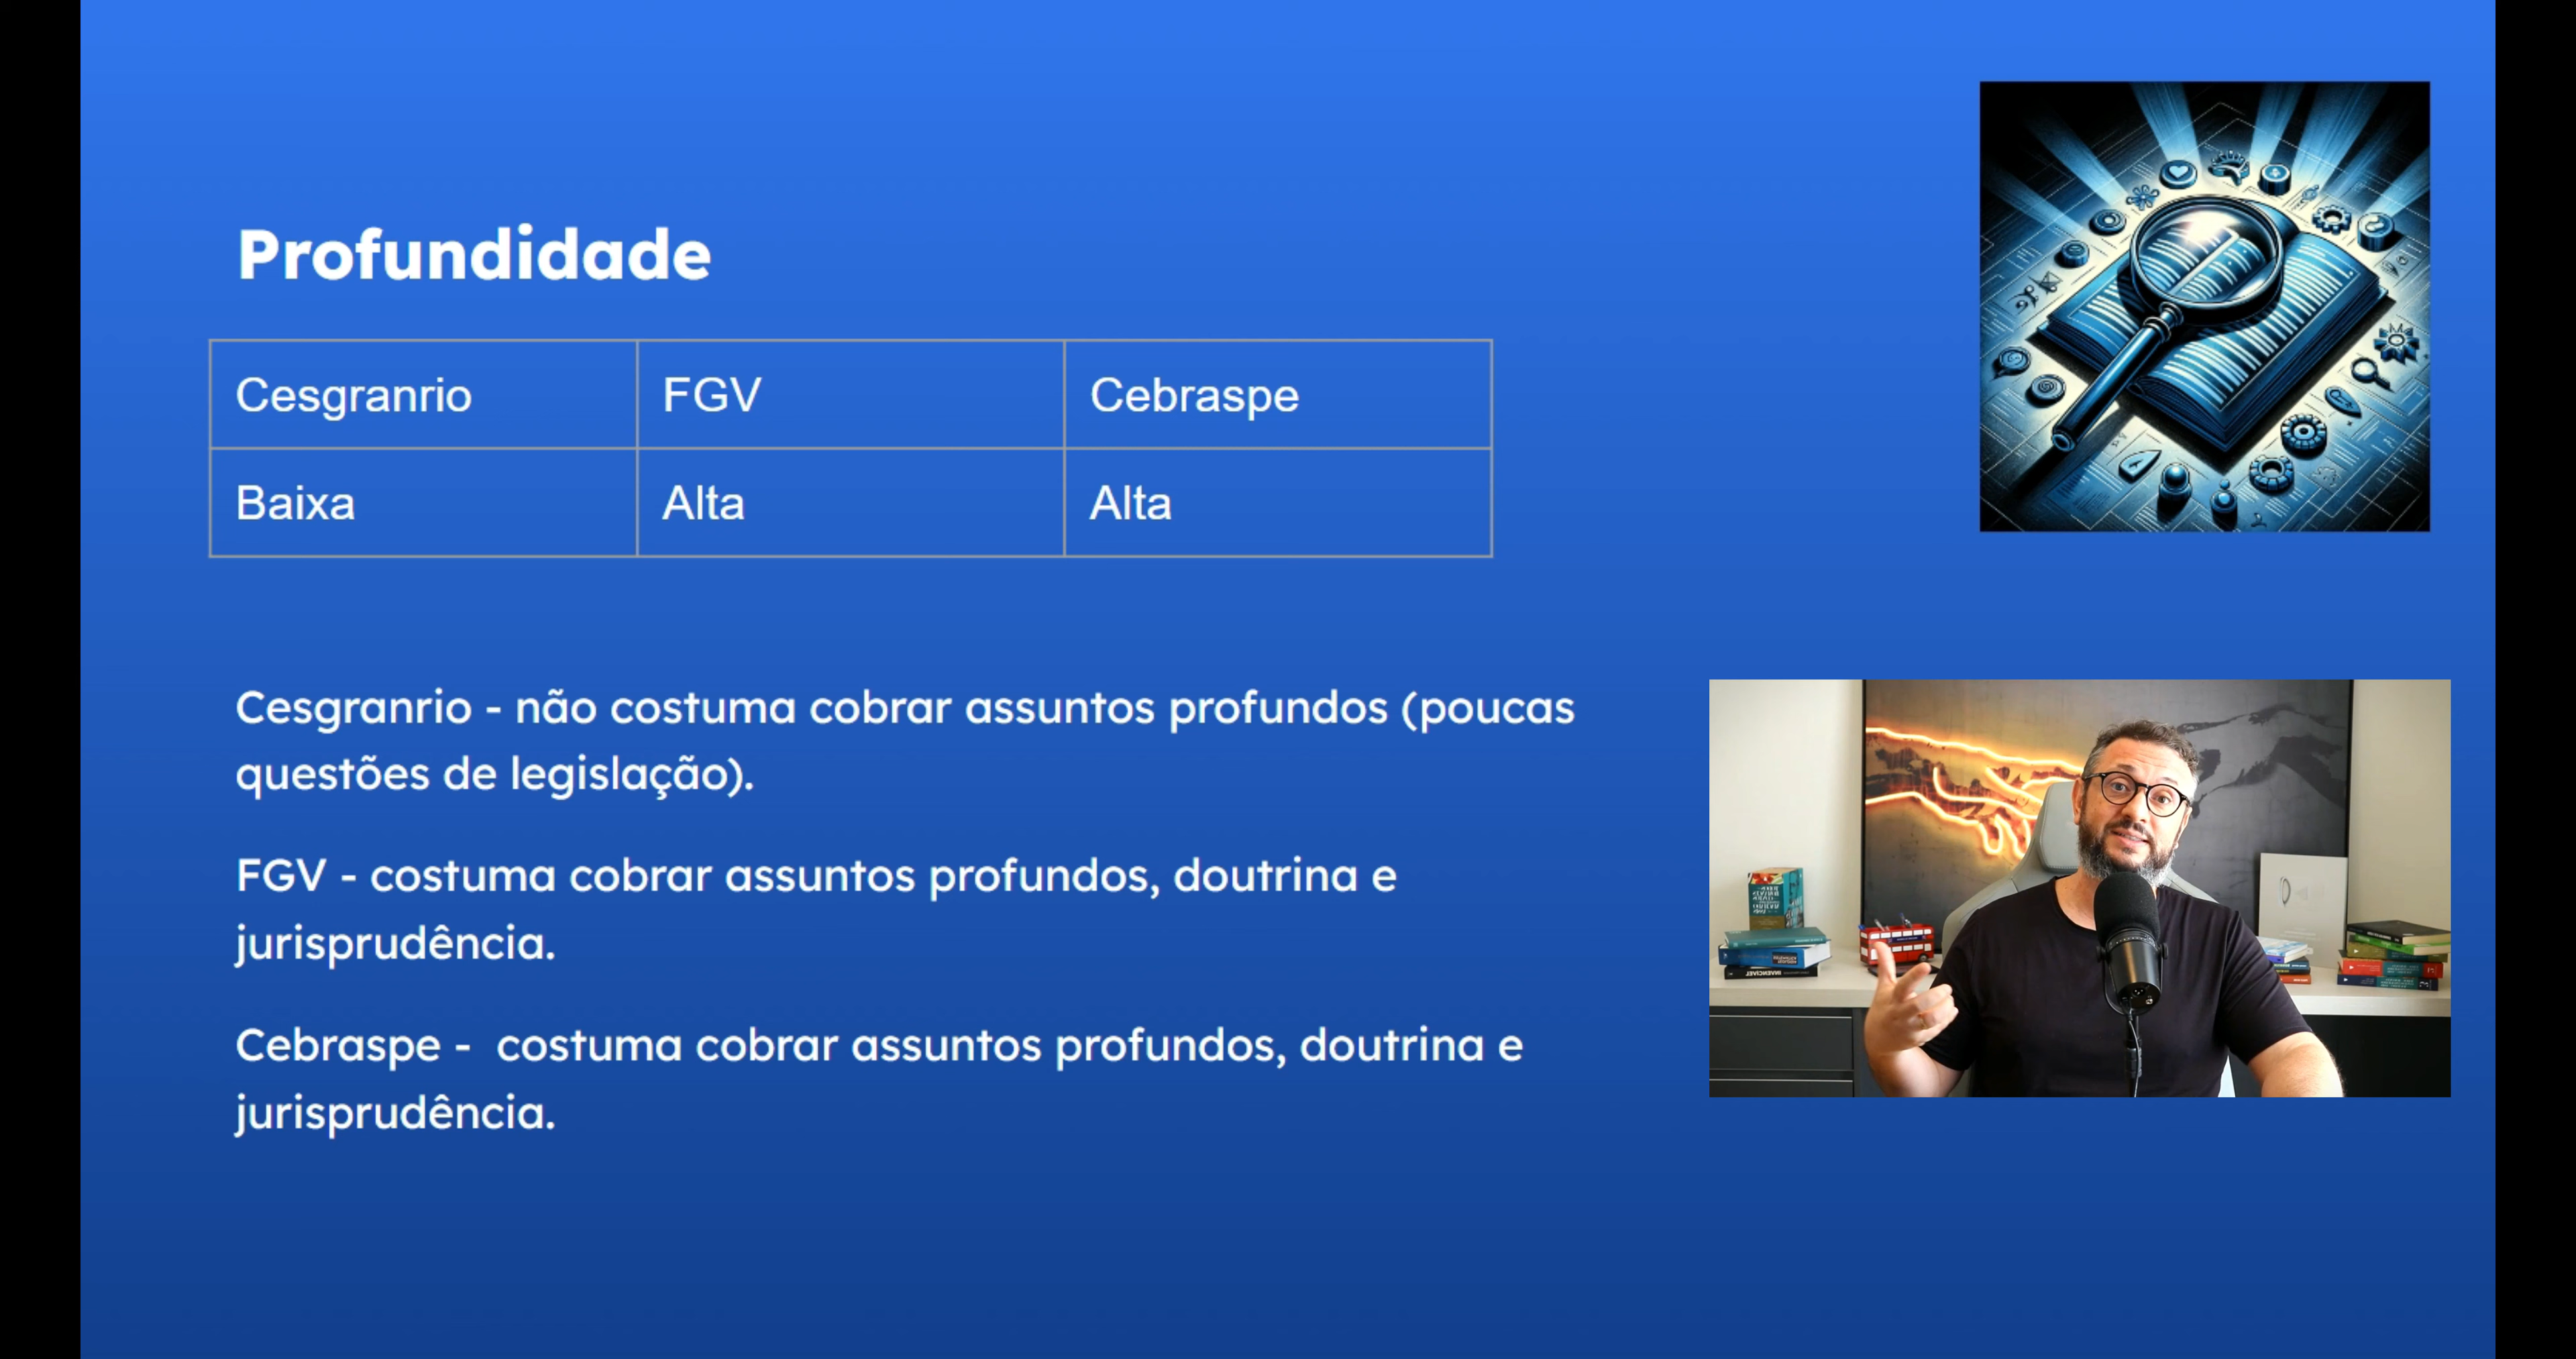 Profundidade
Cesgranrio
FGV
Cebraspe
Baixa
Alta
Alta
Cesgranrio - não costuma cobrar assuntos profundos (poucas
questões de legislação).
FGV - costuma cobrar assuntos profundos, doutrina e
jurisprudência.
Cebraspe - costuma cobrar assuntos profundos, doutrina e
jurisprudência.